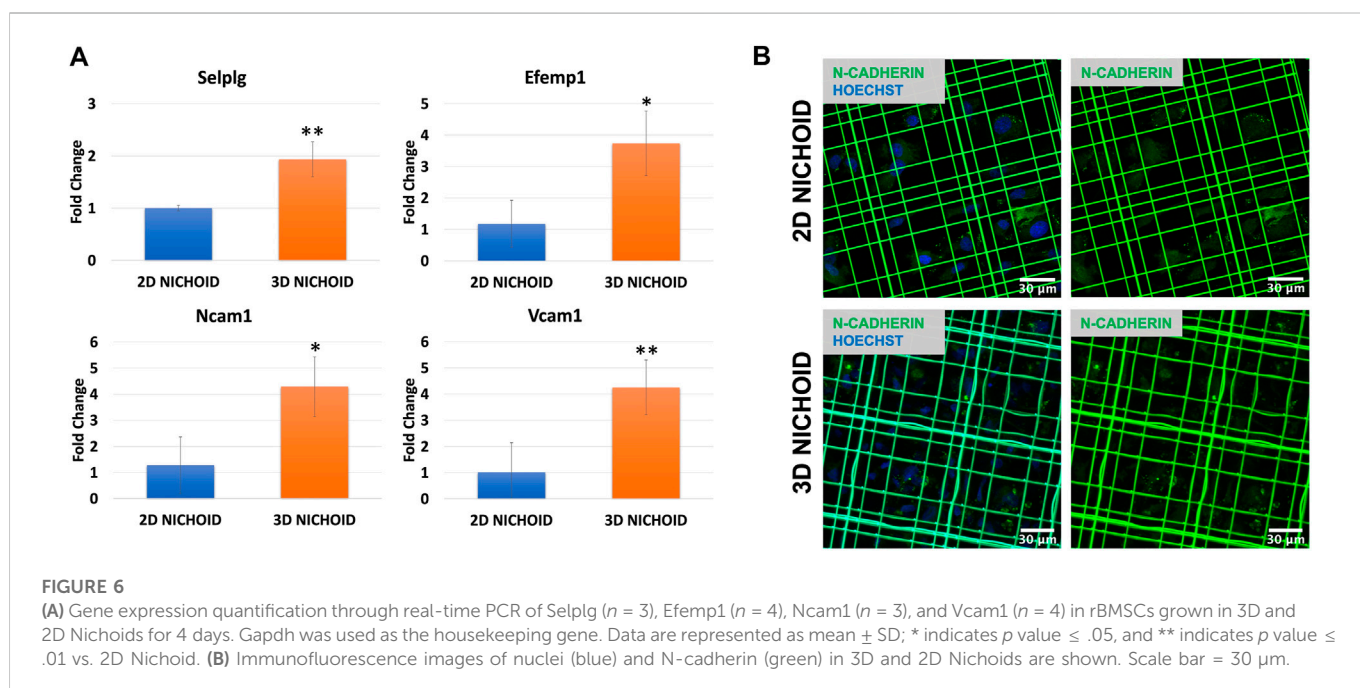 A
Selplg
Fold Change
3
2
1
0
**
2D NICHOID
3D NICHOID
Efemp1
Fold Change
5
4
3
2
1
0
*
2D NICHOID
3D NICHOID
Ncam1
Fold Change
6
5
4
3
2
1
0
*
2D NICHOID
3D NICHOID
Vcam1
Fold Change
6
5
4
3
2
1
0
**
2D NICHOID
3D NICHOID
B
2D NICHOID
N-CADHERIN
HOECHST
30 µm
N-CADHERIN
30 µm
3D NICHOID
N-CADHERIN
HOECHST
30 µm
N-CADHERIN
30 µm
FIGURE 6
(A) Gene expression quantification through real-time PCR of Selplg (n = 3), Efemp1 (n = 4), Ncam1 (n = 3), and Vcam1 (n = 4) in rBMSCs grown in 3D and
2D Nichoids for 4 days. Gapdh was used as the housekeeping gene. Data are represented as mean ± SD; * indicates p value ≤ .05, and ** indicates p value ≤
.01 vs. 2D Nichoid. (B) Immunofluorescence images of nuclei (blue) and N-cadherin (green) in 3D and 2D Nichoids are shown. Scale bar = 30 µm.